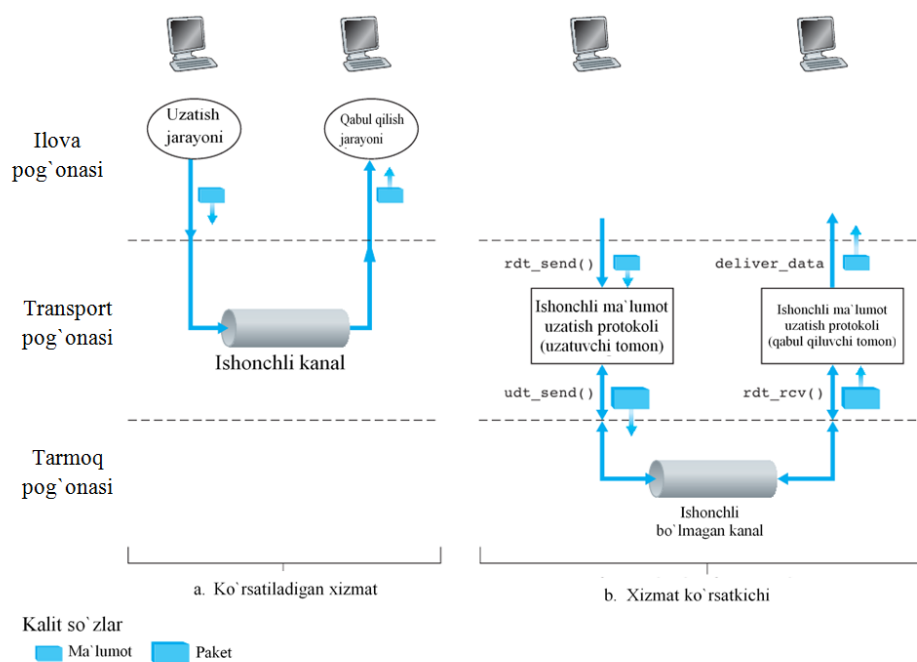 Uzatish
jarayoni
Qabul qilish
jarayoni
Ilova
pog`onasi
rdt_send()
deliver_data
Transport
pog`onasi
Ishonchli kanal
Ishonchli ma`lumot
uzatish protokoli
(uzatuvchi tomon)
Ishonchli ma`lumot
uzatish protokoli
(qabul qiluvchi tomon)
udt_send()
rdt_rcv()
Tarmoq
pog`onasi
Ishonchli
bo`lmagan kanal
a. Ko`rsatiladigan xizmat
b. Xizmat ko`rsatkichi
Kalit so`zlar
Ma`lumot
Paket